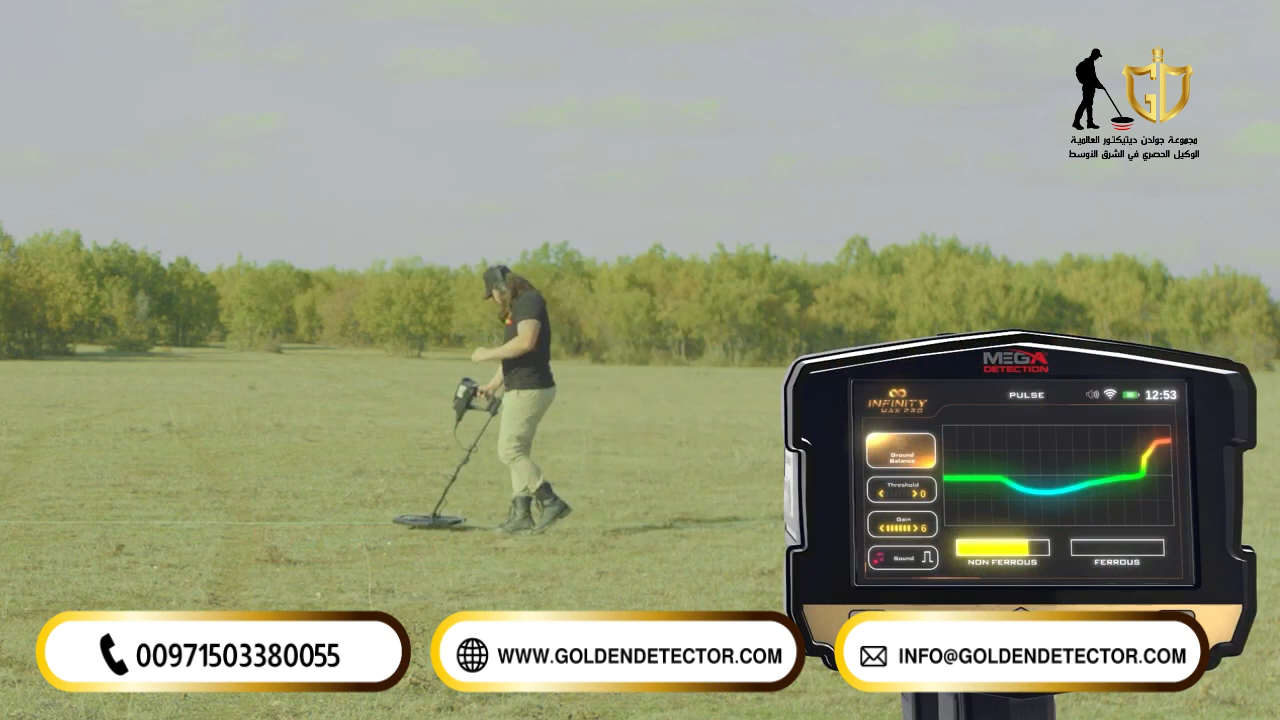 مجموعة جولدن ديتيكتور العالمية
الوكيل الحصري في الشرق الأوسط
MEGA
DETECTION
INFINITY
MAX PRO
PULSE
12:53
Ground
Balance
Threshold
0
Gain
6
Sound
NON FERROUS
FERROUS
00971503380055
WWW.GOLDENDETECTOR.COM
INFO@GOLDENDETECTOR.COM